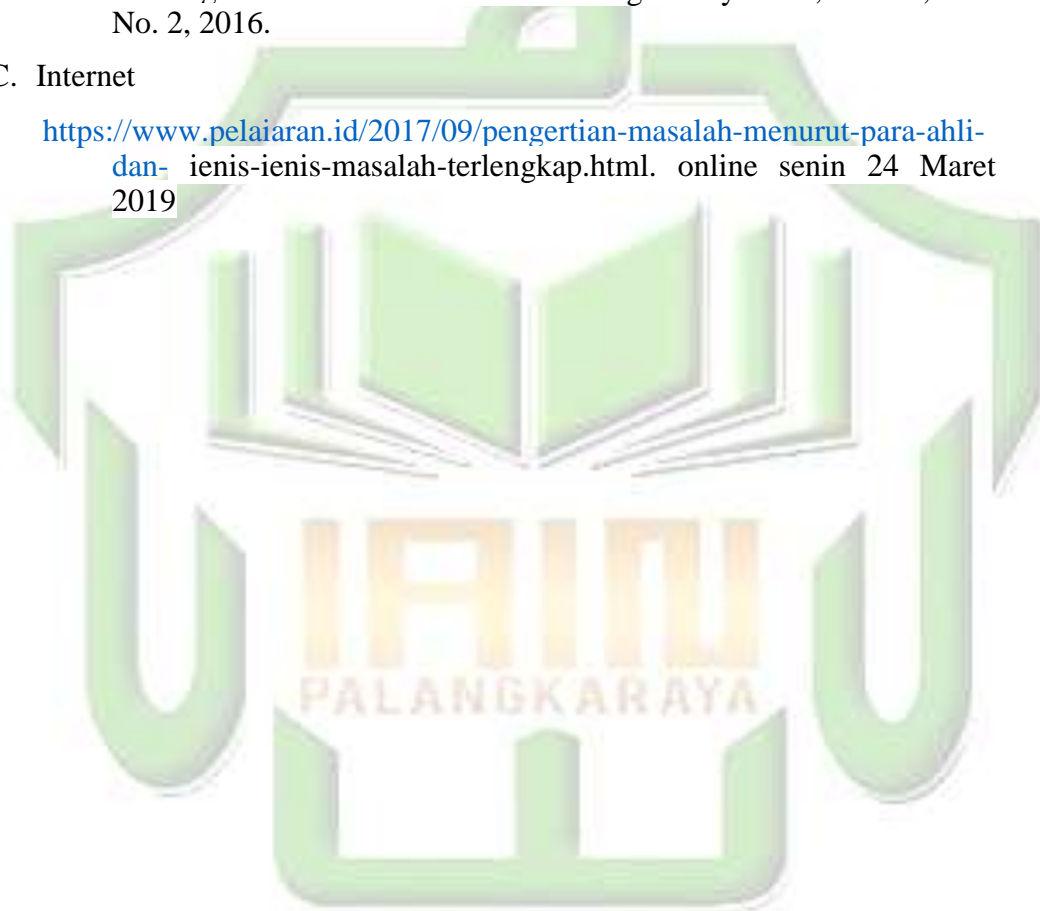 No. 2, 2016.
C. Internet
https://www.pelaiaran.id/2017/09/pengertian-masalah-menurut-para-ahli-
dan- ienis-ienis-masalah-terlengkap.html. online senin 24 Maret
2019
IAIN
PALANGKARAYA